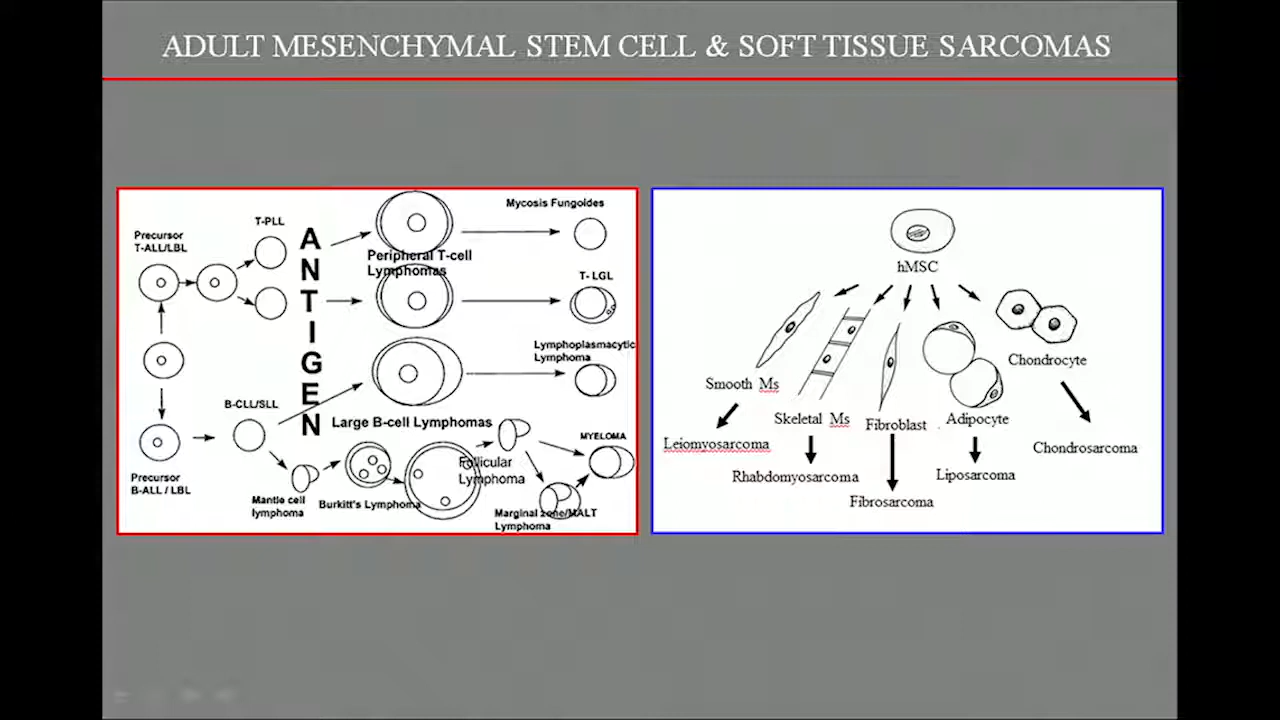 ADULT MESENCHYMAL STEM CELL & SOFT TISSUE SARCOMAS
Precursor
T-ALL/LBL
T-PLL
ANTIGEN
Peripheral T-cell
Lymphomas
Mycosis Fungoides
T- LGL
Lymphoplasmacytic
Lymphoma
B-CLL/SLL
Large B-cell Lymphomas
Precursor
B-ALL / LBL
Mantle cell
lymphoma
Burkitt's Lymphoma
Follicular
Lymphoma
MYELOMA
Marginal zone/MALT
Lymphoma
hMSC
Smooth Ms
Skeletal Ms
Fibroblast
Adipocyte
Chondrocyte
Leiomyosarcoma
Rhabdomyosarcoma
Fibrosarcoma
Liposarcoma
Chondrosarcoma